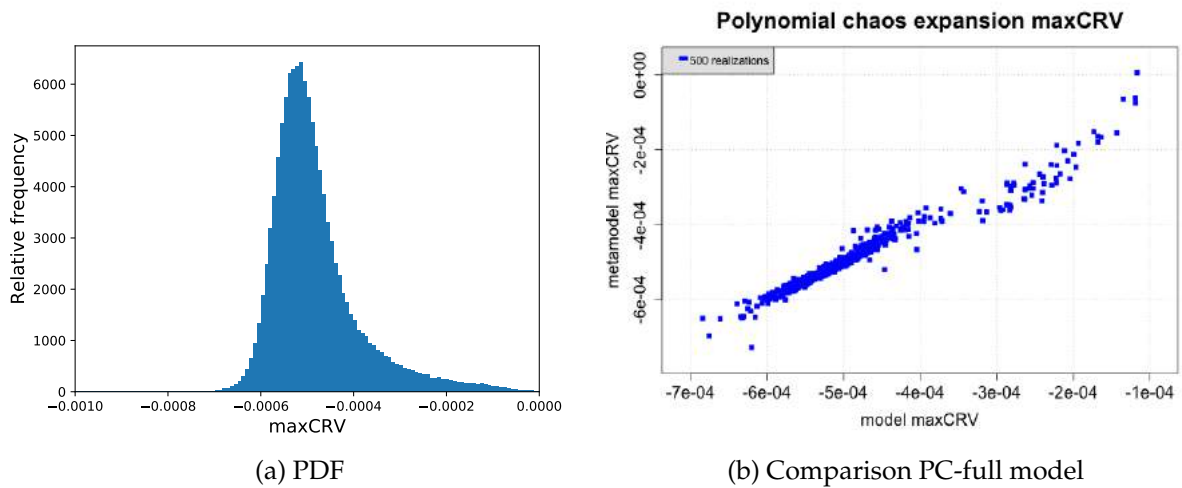 Relative frequency
6000
5000
4000
3000
2000
1000
0
−0.0010 −0.0008 −0.0006 −0.0004 −0.0002 0.0000
maxCRV
(a) PDF
Polynomial chaos expansion maxCRV
500 realizations
metamodel maxCRV
0e+00
-2e-04
-4e-04
-6e-04
-7e-04 -6e-04 -5e-04 -4e-04 -3e-04 -2e-04 -1e-04
model maxCRV
(b) Comparison PC-full model